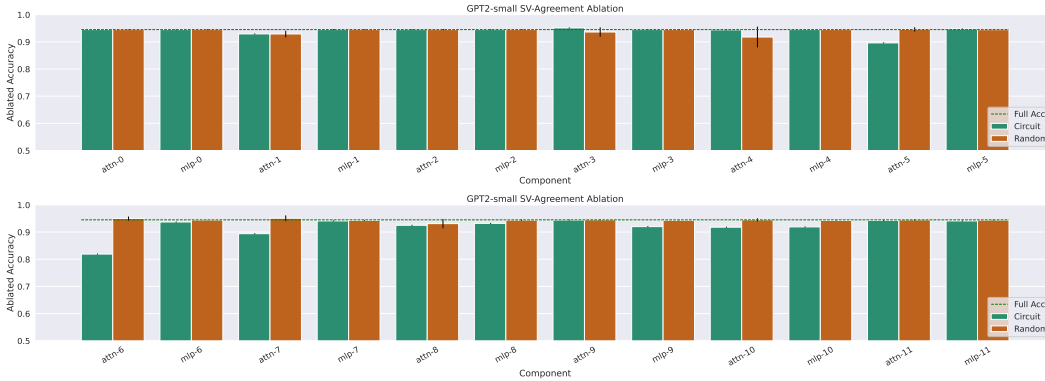 GPT2-small SV-Agreement Ablation
1.0
0.9
0.8
0.7
0.6
0.5
Ablated Accuracy
Full Acc
Circuit
Random
attn-0 mlp-0 attn-1 mlp-1 attn-2 mlp-2 attn-3 mlp-3 attn-4 mlp-4 attn-5 mlp-5
Component
GPT2-small SV-Agreement Ablation
1.0
0.9
0.8
0.7
0.6
0.5
Ablated Accuracy
Full Acc
Circuit
Random
attn-6 mlp-6 attn-7 mlp-7 attn-8 mlp-8 attn-9 mlp-9 attn-10 mlp-10 attn-11 mlp-11
Component